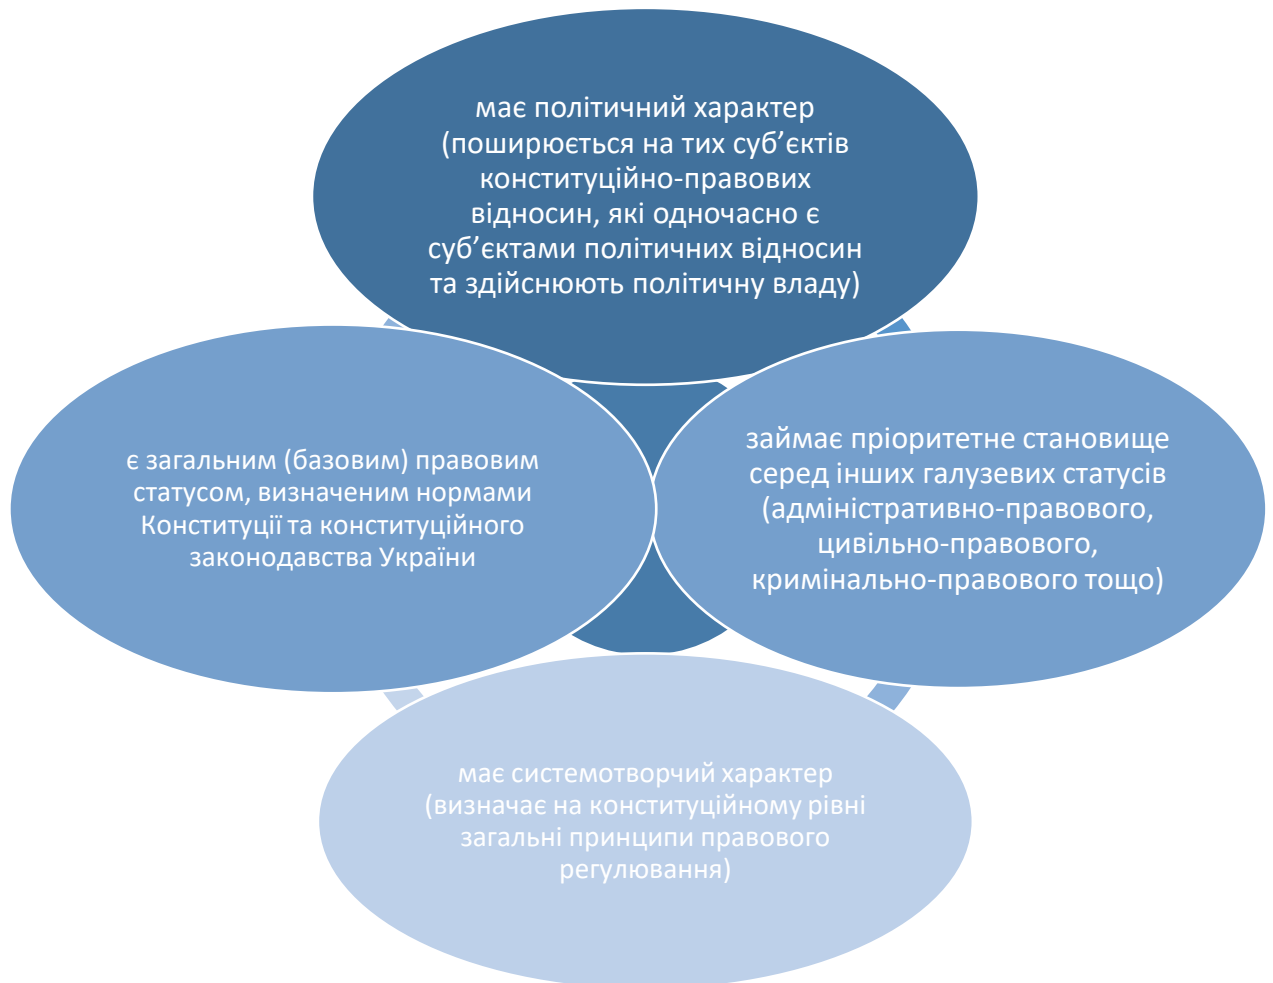 має політичний характер
(поширюється на тих суб’єктів
конституційно-правових
відносин, які одночасно є
суб’єктами політичних відносин
та здійснюють політичну владу)
займає пріоритетне становище
серед інших галузевих статусів
(адміністративно-правового,
цивільно-правового,
кримінально-правового тощо)
має системотворчий характер
(визначає на конституційному рівні
загальні принципи правового
регулювання)
є загальним (базовим) правовим
статусом, визначеним нормами
Конституції та конституційного
законодавства України